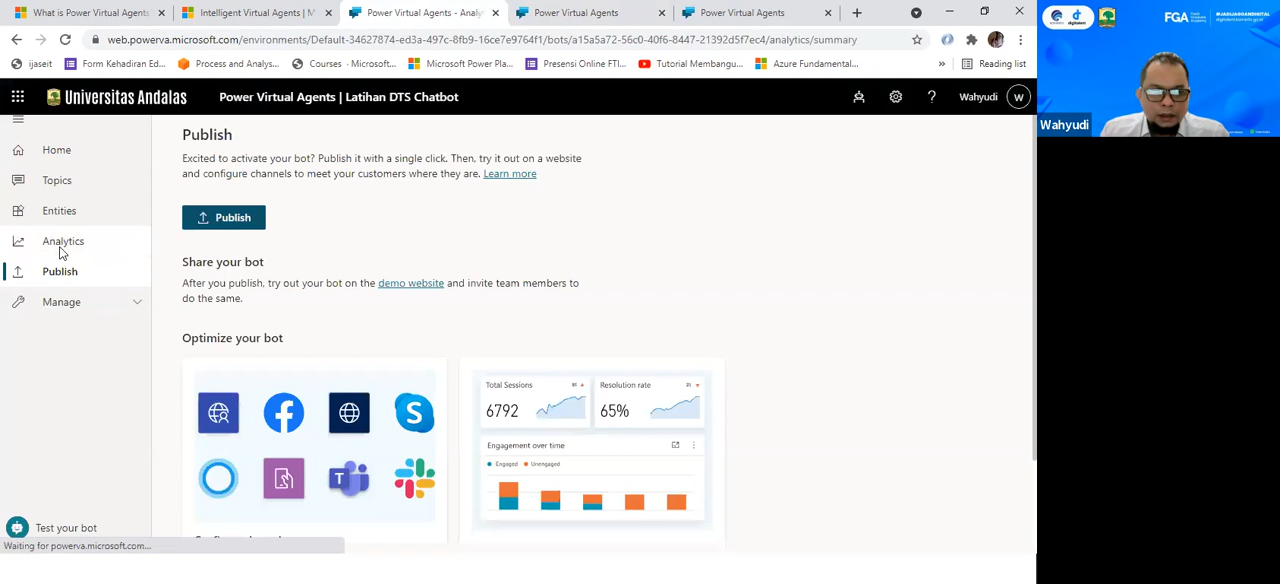 What is Power Virtual Agents
Intelligent Virtual Agents | M
Power Virtual Agents - Analy
Power Virtual Agents
Power Virtual Agents
web.powerva.microsoft.com/environments/Default-34627874-ed3a-497c-8fb9-16ce7e9764f1/bots/a15a5a72-56c0-40f6-8447-21392d5f7ec4/analytics/summary
ijaseit
Form Kehadiran Ed...
Process and Analys...
Courses · Microsoft...
Microsoft Power Pla...
Presensi Online FTI...
Tutorial Membangu...
Azure Fundamental...
»
Reading list
Universitas Andalas
Power Virtual Agents | Latihan DTS Chatbot
?
Wahyudi
W
Home
Topics
Entities
Analytics
Publish
Manage
Test your bot
Waiting for powerva.microsoft.com...
Publish
Excited to activate your bot? Publish it with a single click. Then, try it out on a website
and configure channels to meet your customers where they are. Learn more
Publish
Share your bot
After you publish, try out your bot on the demo website and invite team members to
do the same.
Optimize your bot
Total Sessions
6792
Resolution rate
65%
Engagement over time
Engaged
Unengaged
digitalent
FGA
#JADIJAGOANDIGITAL
digitalent.kominfo.go.id
Wahyudi